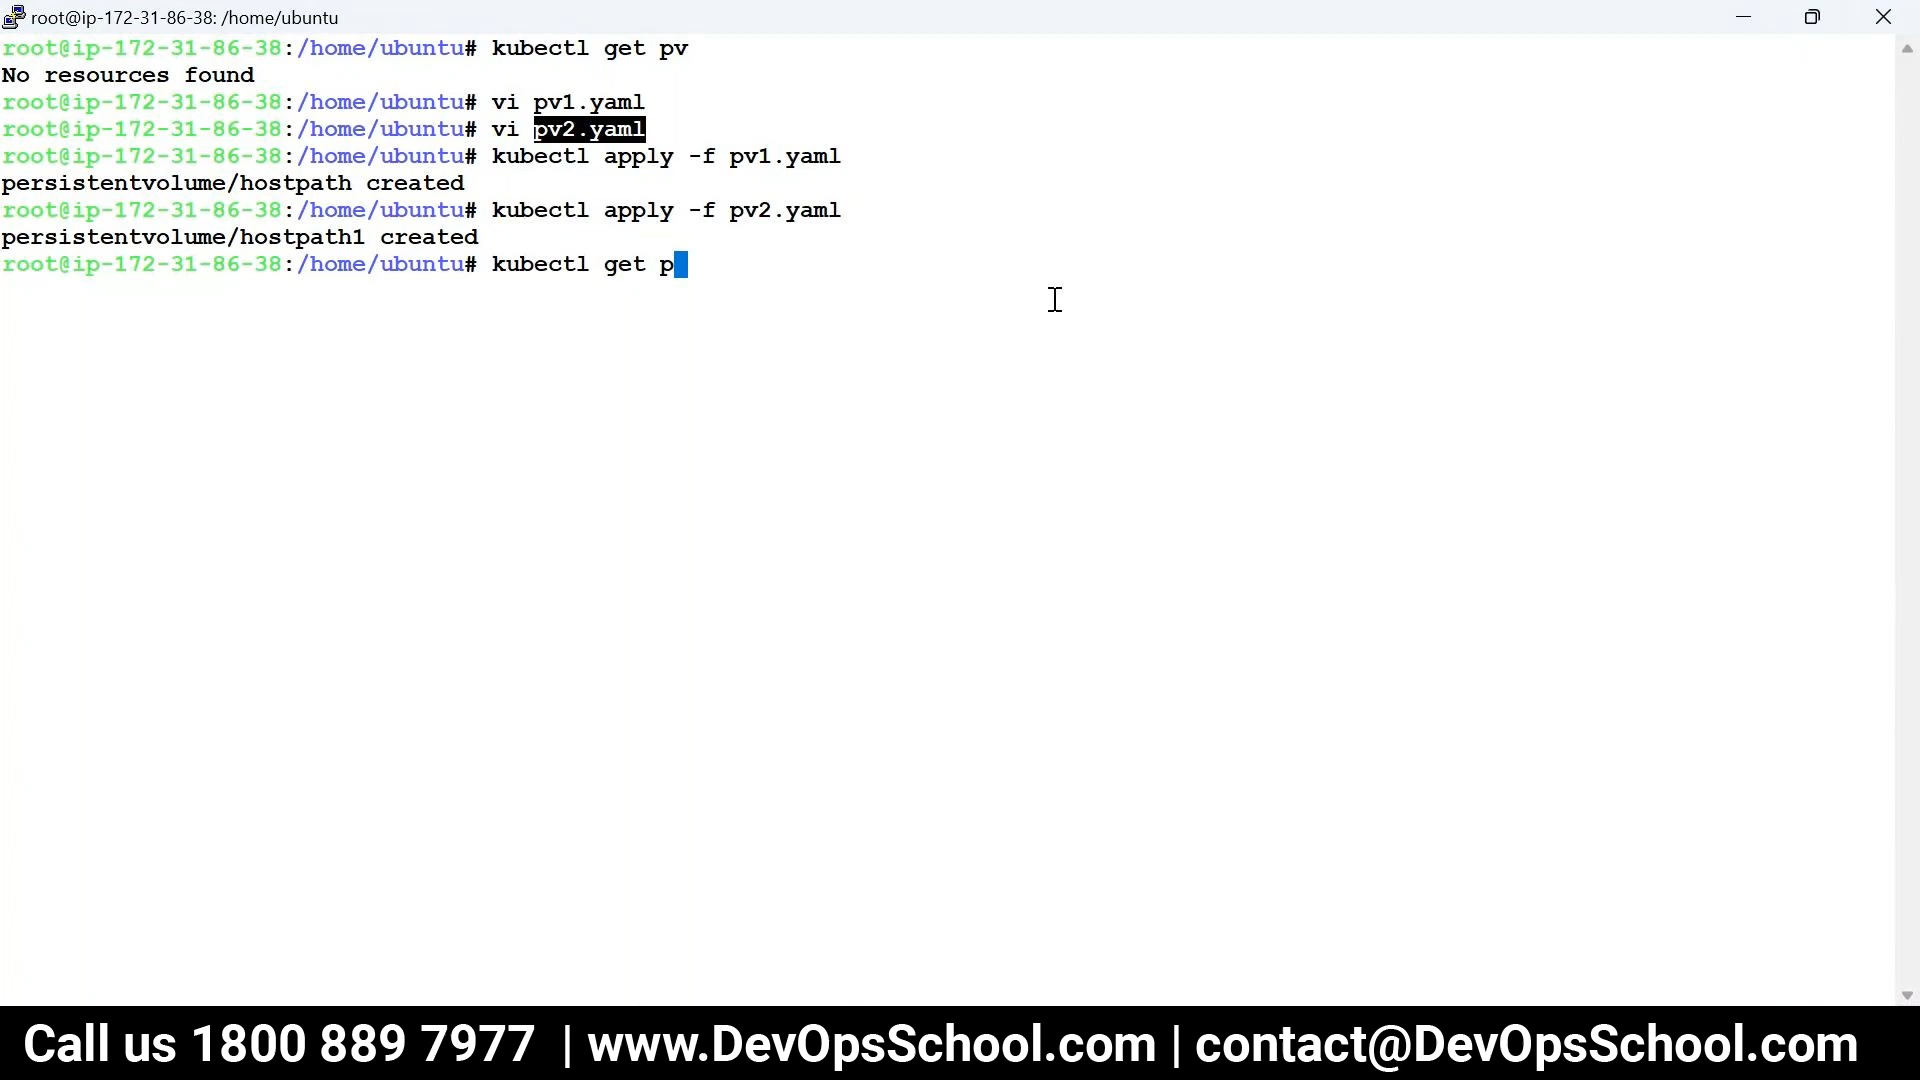 root@ip-172-31-86-38: /home/ubuntu
root@ip-172-31-86-38:/home/ubuntu# kubectl get pv
No resources found
root@ip-172-31-86-38:/home/ubuntu# vi pv1.yaml
root@ip-172-31-86-38:/home/ubuntu# vi pv2.yaml
root@ip-172-31-86-38:/home/ubuntu# kubectl apply -f pv1.yaml
persistentvolume/hostpath created
root@ip-172-31-86-38:/home/ubuntu# kubectl apply -f pv2.yaml
persistentvolume/hostpath1 created
root@ip-172-31-86-38:/home/ubuntu# kubectl get p
Call us 1800 889 7977 | www.DevOpsSchool.com | contact@DevOpsSchool.com